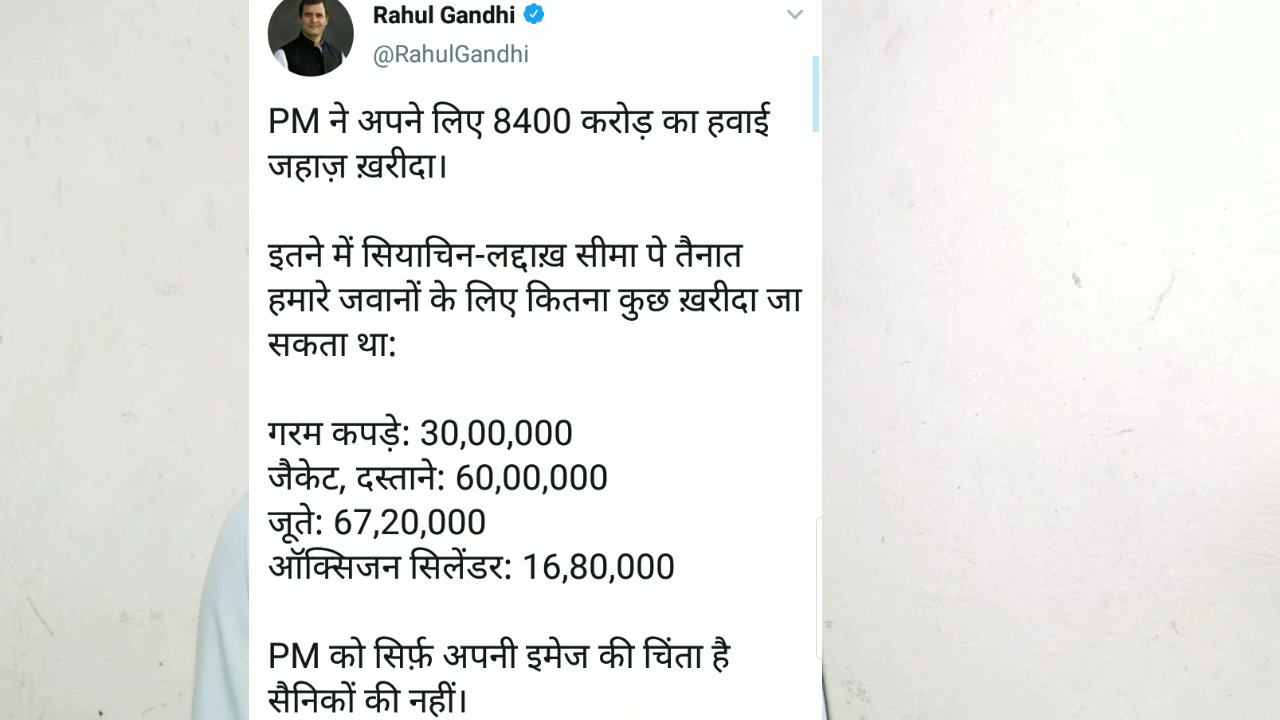 Rahul Gandhi
@RahulGandhi
PM ने अपने लिए 8400 करोड़ का हवाई
जहाज़ ख़रीदा।
इतने में सियाचिन-लद्दाख़ सीमा पे तैनात
हमारे जवानों के लिए कितना कुछ ख़रीदा जा
सकता था:
गरम कपड़े: 30,00,000
जैकेट, दस्ताने: 60,00,000
जूते: 67,20,000
ऑक्सिजन सिलेंडर: 16,80,000
PM को सिर्फ़ अपनी इमेज की चिंता है
सैनिकों की नहीं।